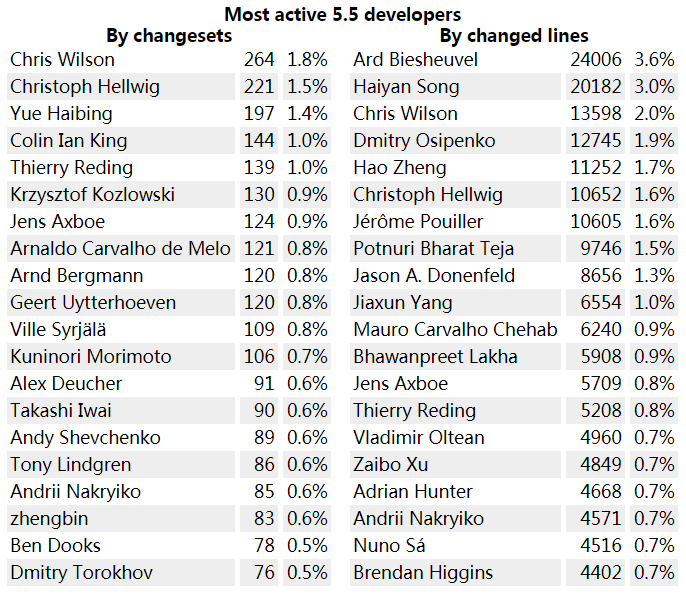 Most active 5.5 developers
By changesets By changed lines
Chris Wilson 264 1.8% Ard Biesheuvel 24006 3.6%
Christoph Hellwig 221 1.5% Haiyan Song 20182 3.0%
Yue Haibing 197 1.4% Chris Wilson 13598 2.0%
Colin Ian King 144 1.0% Dmitry Osipenko 12745 1.9%
Thierry Reding 139 1.0% Hao Zheng 11252 1.7%
Krzysztof Kozlowski 130 0.9% Christoph Hellwig 10652 1.6%
Jens Axboe 124 0.9% Jérôme Pouiller 10605 1.6%
Arnaldo Carvalho de Melo 121 0.8% Potnuri Bharat Teja 9746 1.5%
Arnd Bergmann 120 0.8% Jason A. Donenfeld 8656 1.3%
Geert Uytterhoeven 120 0.8% Jiaxun Yang 6554 1.0%
Ville Syrjälä 109 0.8% Mauro Carvalho Chehab 6240 0.9%
Kuninori Morimoto 106 0.7% Bhawanpreet Lakha 5908 0.9%
Alex Deucher 91 0.6% Jens Axboe 5709 0.8%
Takashi Iwai 90 0.6% Thierry Reding 5208 0.8%
Andy Shevchenko 89 0.6% Vladimir Oltean 4960 0.7%
Tony Lindgren 86 0.6% Zaibo Xu 4849 0.7%
Andrii Nakryiko 85 0.6% Adrian Hunter 4668 0.7%
zhengbin 83 0.6% Andrii Nakryiko 4571 0.7%
Ben Dooks 78 0.5% Nuno Sá 4516 0.7%
Dmitry Torokhov 76 0.5% Brendan Higgins 4402 0.7%